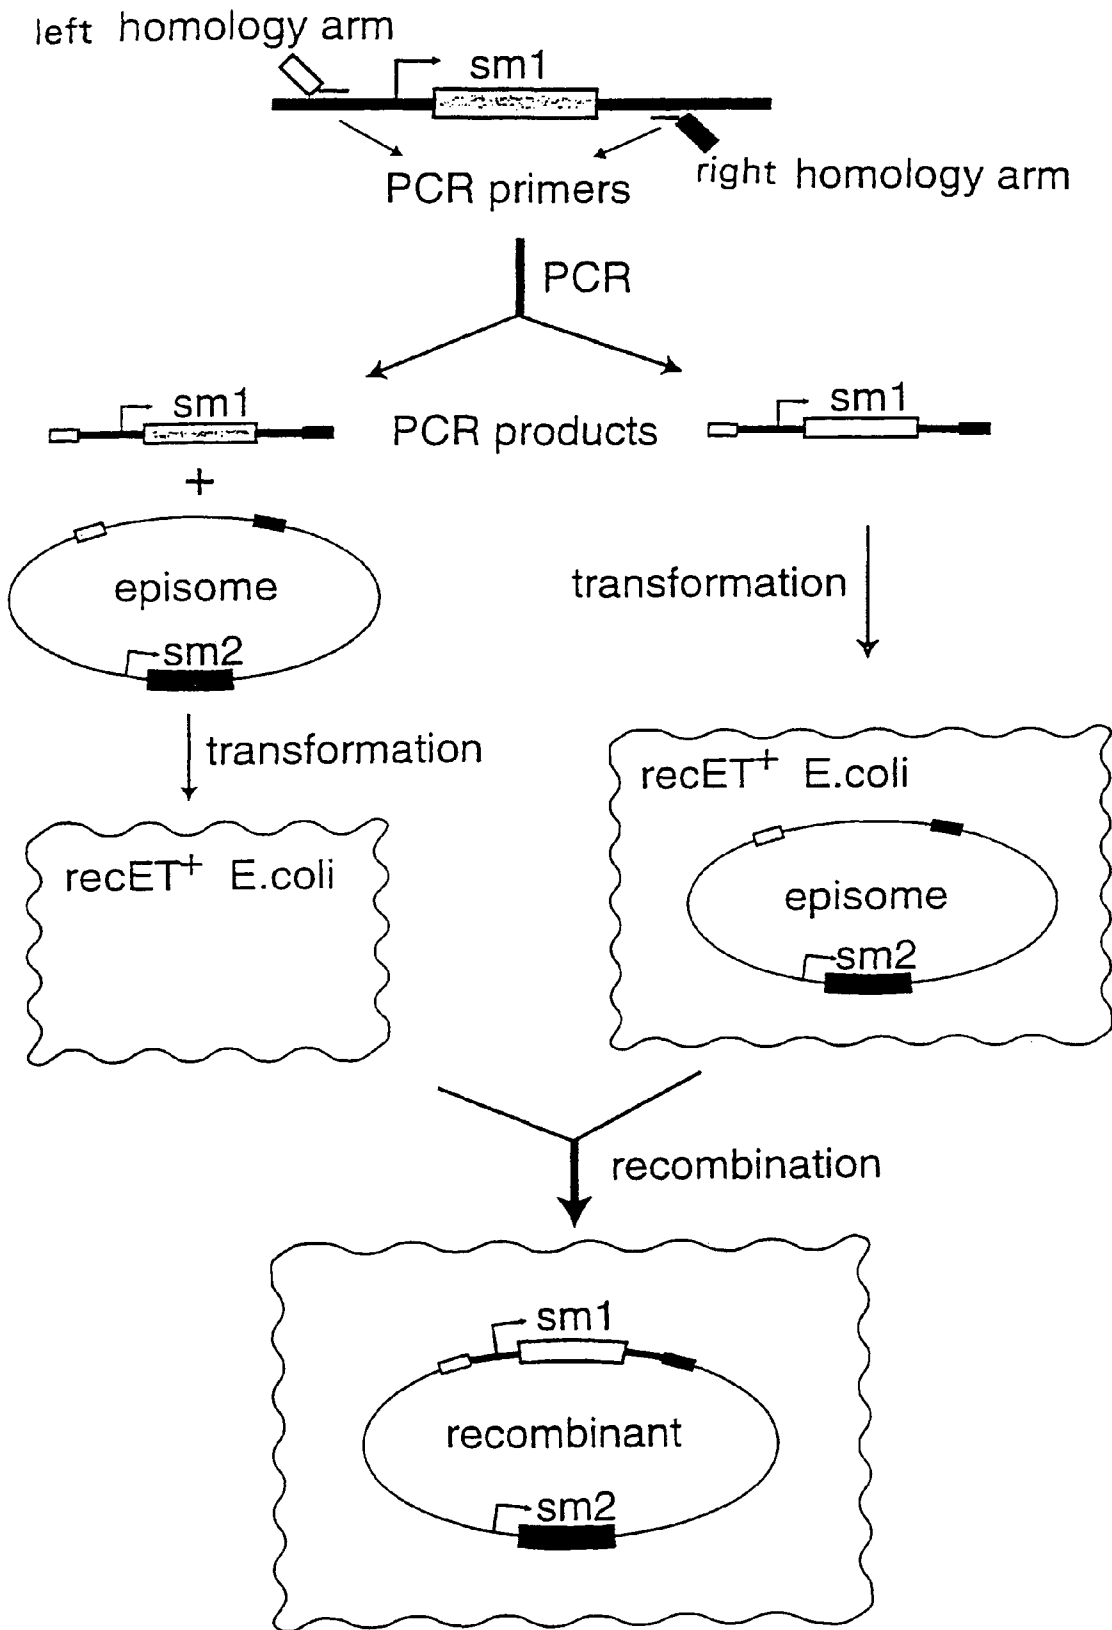 left homology arm
sm1
right homology arm
PCR primers
PCR
sm1
PCR products
sm1
+
episome
sm2
transformation
transformation
recET+ E.coli
recET+ E.coli
episome
sm2
recombination
sm1
recombinant
sm2